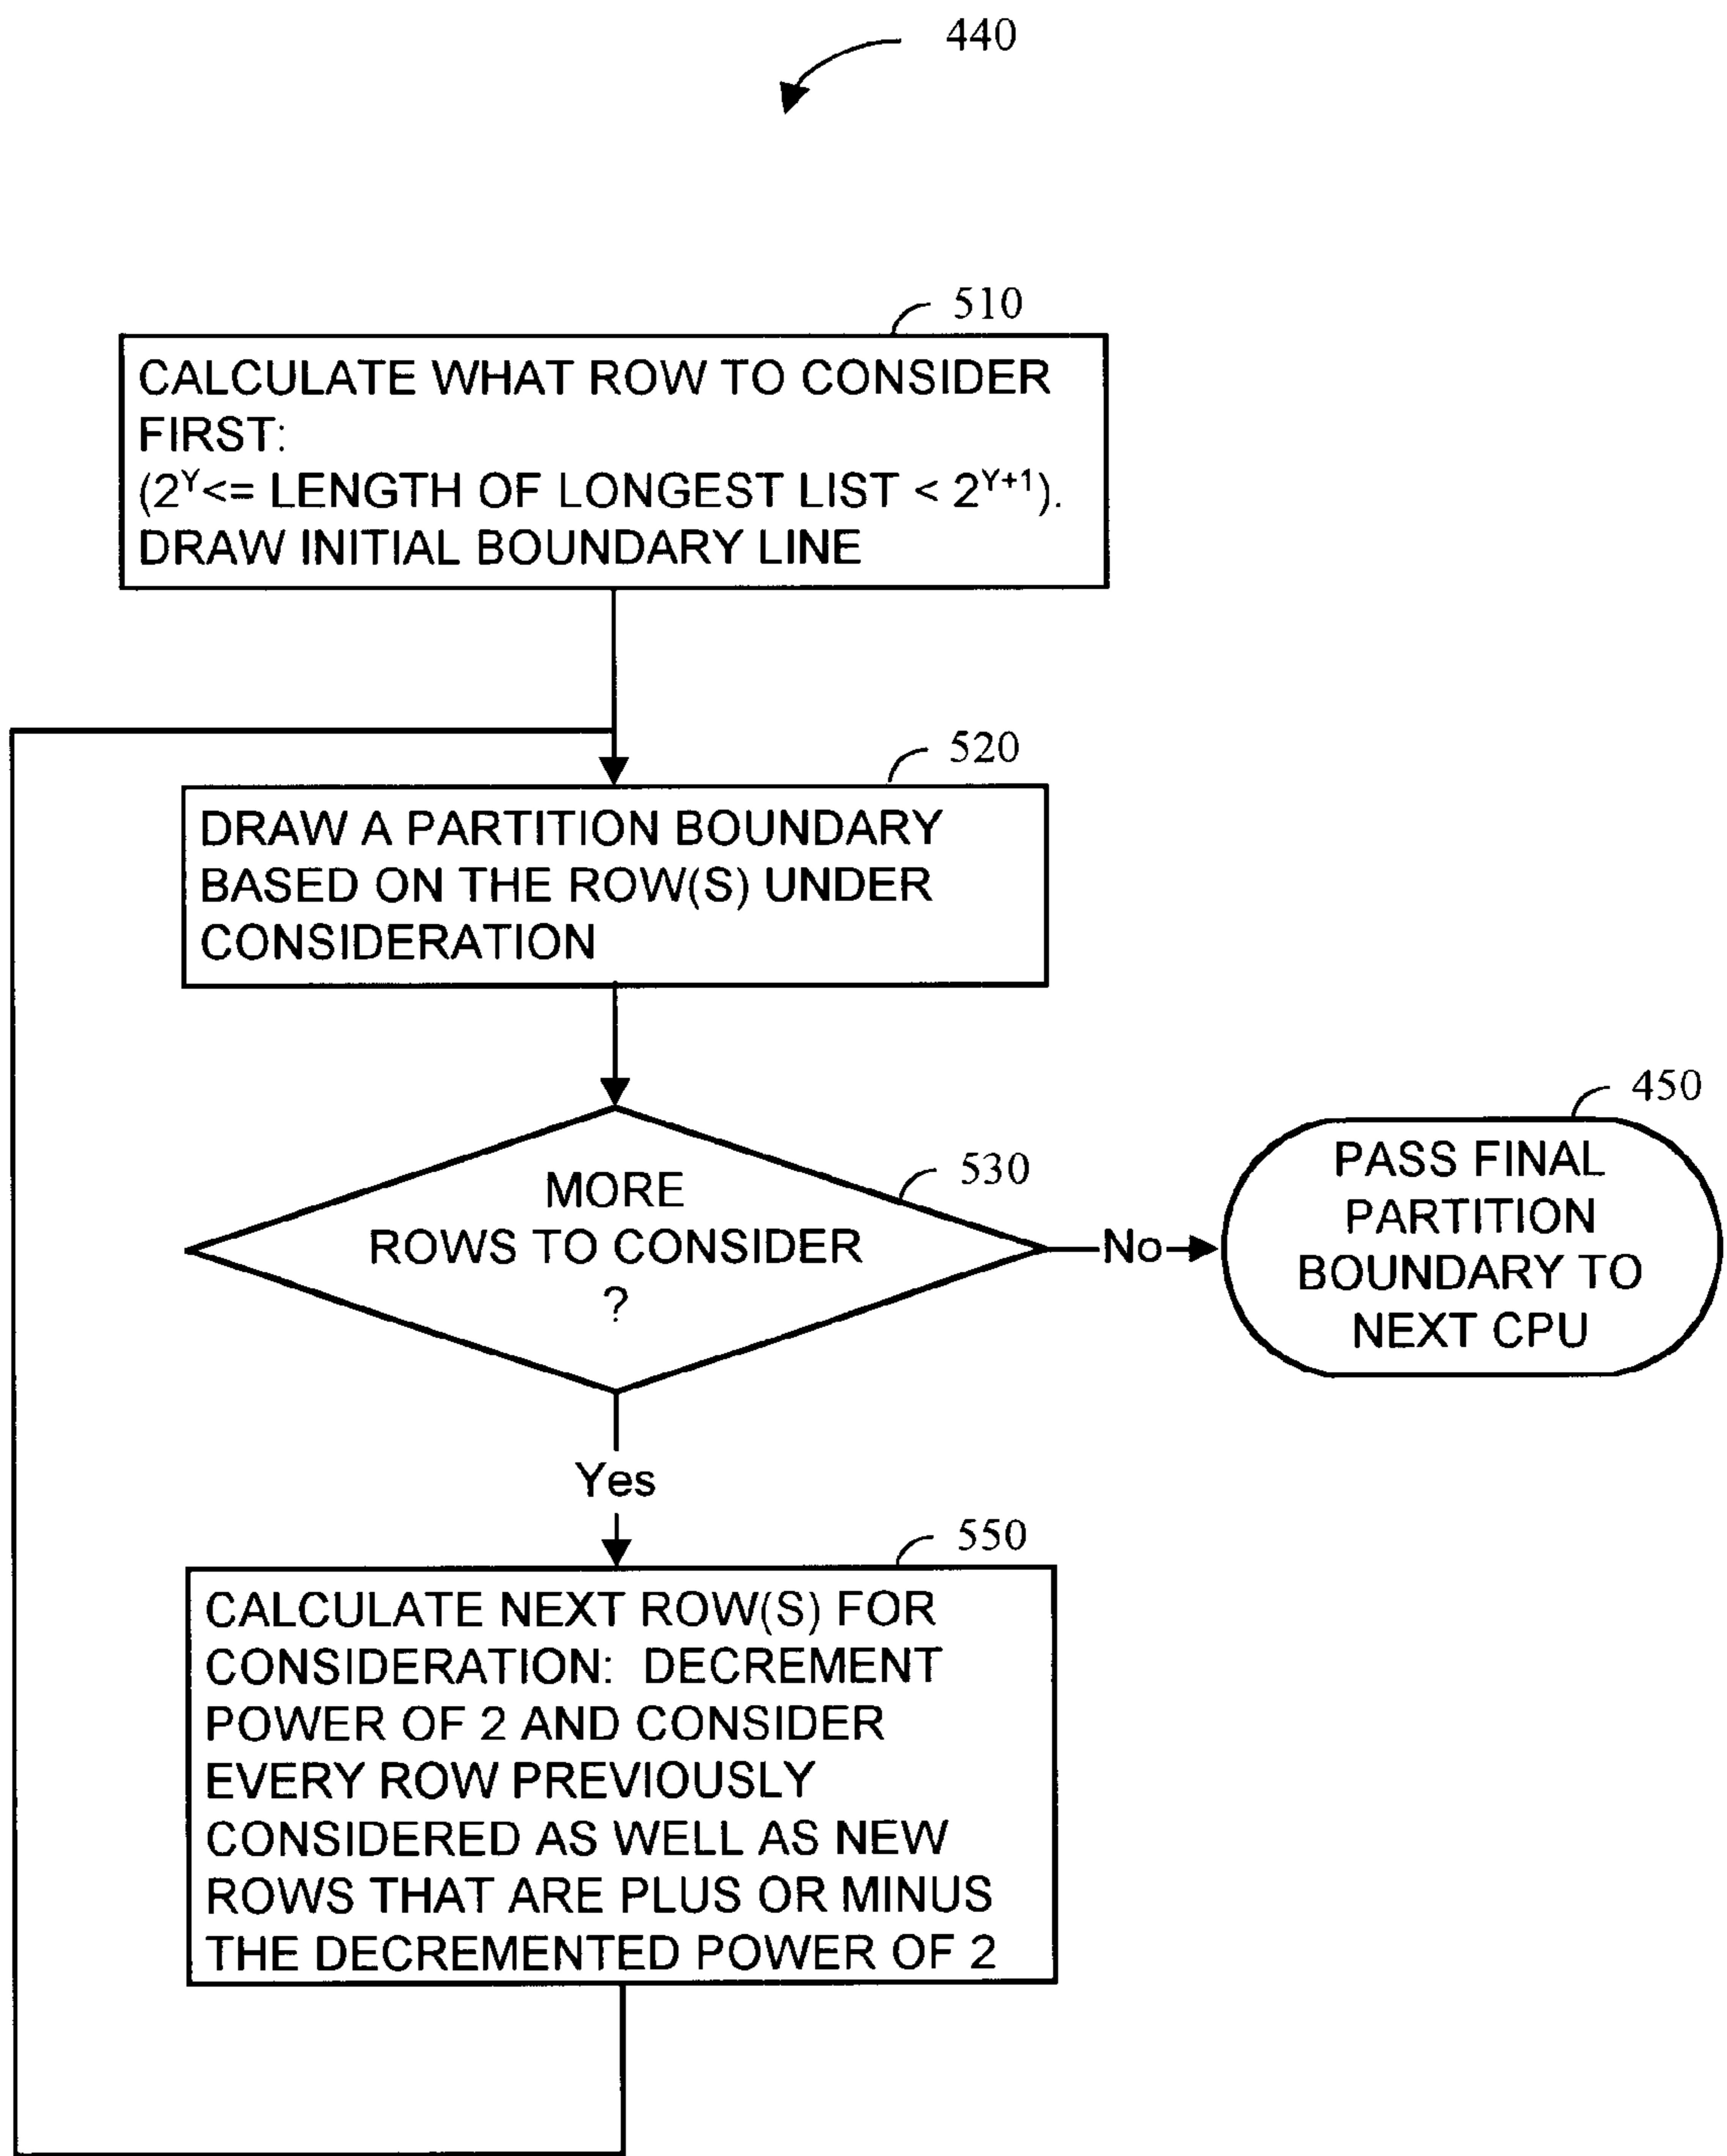 440
510
CALCULATE WHAT ROW TO CONSIDER
FIRST:
(2^Y<= LENGTH OF LONGEST LIST < 2^Y+1).
DRAW INITIAL BOUNDARY LINE
520
DRAW A PARTITION BOUNDARY
BASED ON THE ROW(S) UNDER
CONSIDERATION
530
MORE
ROWS TO CONSIDER
?
No
450
PASS FINAL
PARTITION
BOUNDARY TO
NEXT CPU
Yes
550
CALCULATE NEXT ROW(S) FOR
CONSIDERATION: DECREMENT
POWER OF 2 AND CONSIDER
EVERY ROW PREVIOUSLY
CONSIDERED AS WELL AS NEW
ROWS THAT ARE PLUS OR MINUS
THE DECREMENTED POWER OF 2